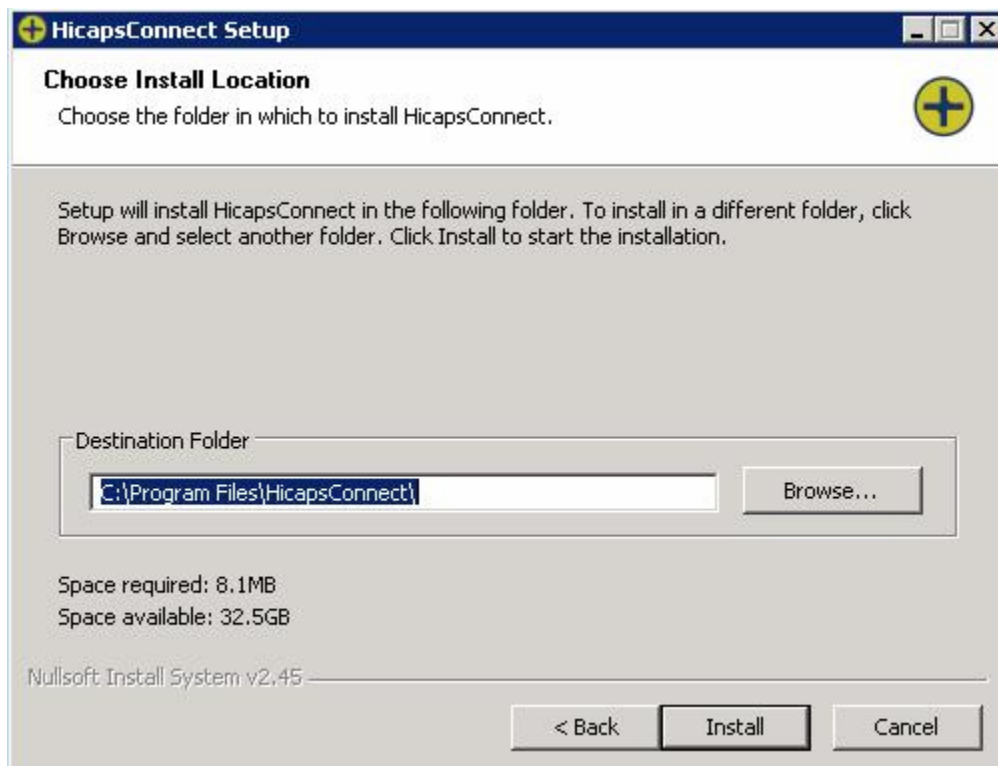 HicapsConnect Setup
Choose Install Location
Choose the folder in which to install HicapsConnect.
Setup will install HicapsConnect in the following folder. To install in a different folder, click
Browse and select another folder. Click Install to start the installation.
Destination Folder
C:\Program Files\HicapsConnect\
Browse...
Space required: 8.1MB
Space available: 32.5GB
Nullsoft Install System v2.45
< Back
Install
Cancel